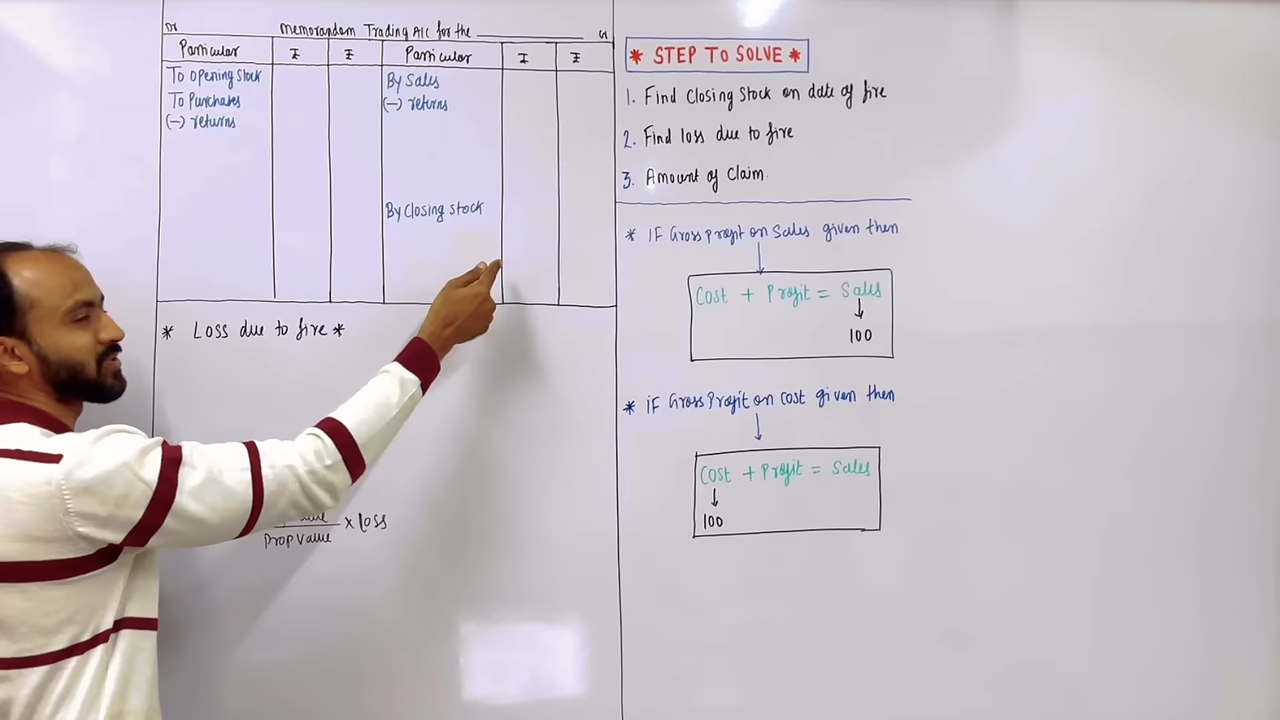 Dr Memorandam Trading A/c for the ____________ Cr
Particular ₹ ₹ Particular ₹ ₹
To opening stock
To Purchases
(-) returns
By Sales
(-) returns
By Closing stock
* Loss due to fire *
Prop Value × Loss
* STEP TO SOLVE *
1. Find Closing Stock on date of fire
2. Find loss due to fire
3. Amount of Claim.
* IF Gross profit on Sales given then
Cost + Profit = Sales
100
* iF Gross Profit on Cost given then
Cost + Profit = Sales
100